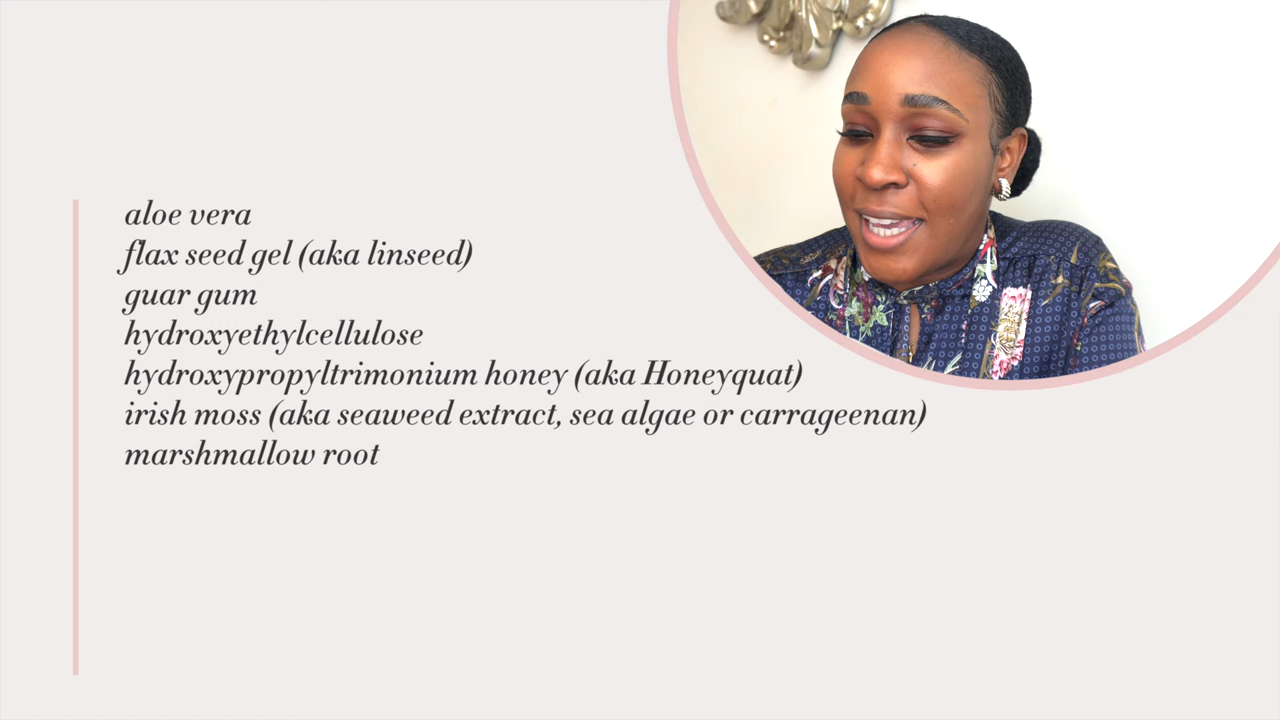 aloe vera
flax seed gel (aka linseed)
guar gum
hydroxyethylcellulose
hydroxypropyltrimonium honey (aka Honeyquat)
irish moss (aka seaweed extract, sea algae or carrageenan)
marshmallow root